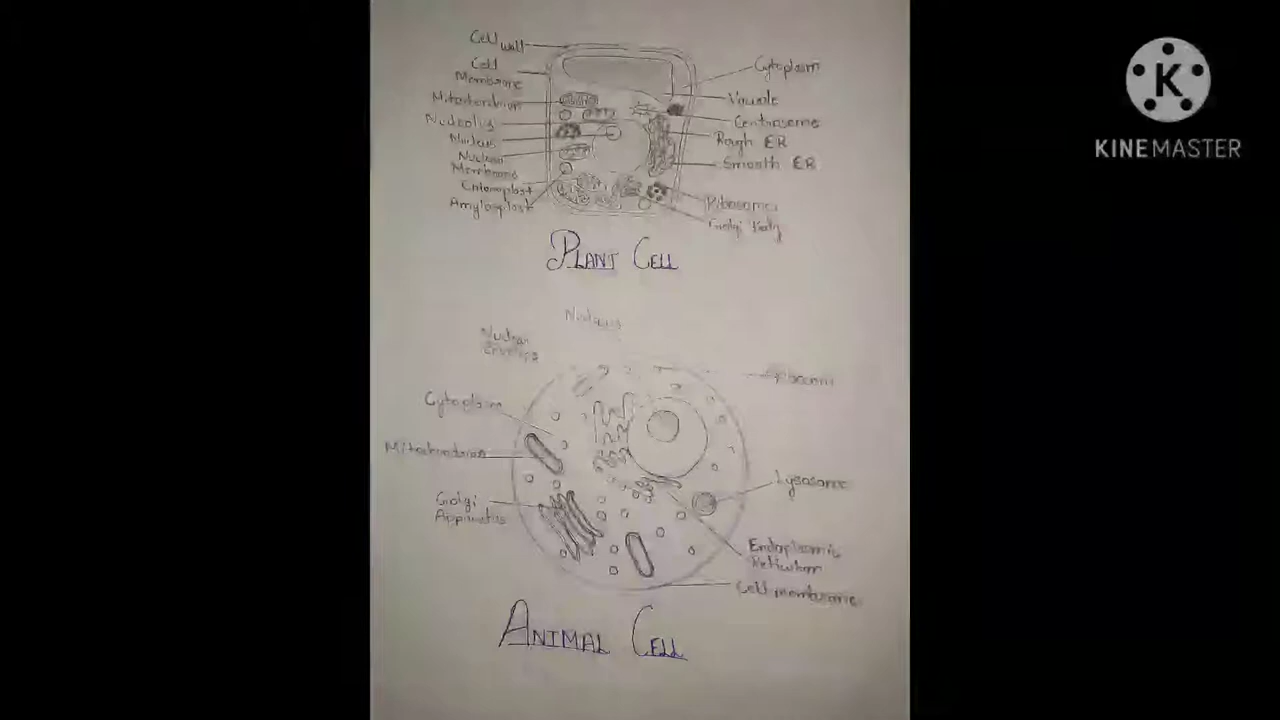 Cell wall
Cell
Membrane
Mitochondrion
Nucleolus
Nucleus
Nuclear
Membrane
Chloroplast
Amyloplast
Cytoplasm
Vacuole
Centrosome
Rough ER
Smooth ER
Ribosomes
Golgi Body
PLANT CELL
Nucleus
Nuclear
Envelope
Cytoplasm
Mitochondrion
Golgi
Apparatus
Lysosome
Endoplasmic
Reticulum
Cell membrane
ANIMAL CELL
K
KINEMASTER